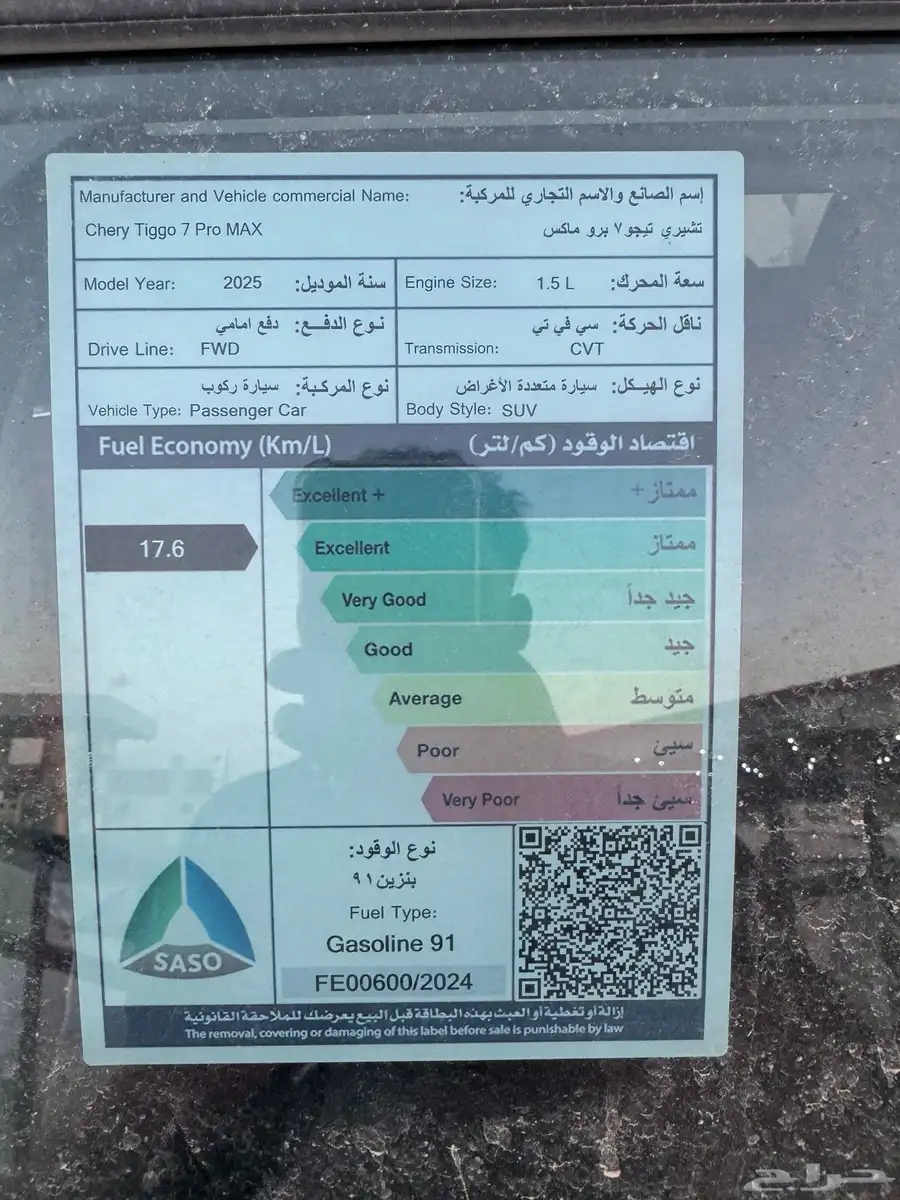 Manufacturer and Vehicle commercial Name: إسم الصانع والاسم التجاري للمركبة:
Chery Tiggo 7 Pro MAX تشيري تيجو٧ برو ماكس
Model Year: 2025 سنة الموديل:
Engine Size: 1.5 L سعة المحرك:
نوع الدفع: دفع امامي
Drive Line: FWD
ناقل الحركة: سي في تي
Transmission: CVT
نوع المركبة: سيارة ركوب
Vehicle Type: Passenger Car
نوع الهيكل: سيارة متعددة الأغراض
Body Style: SUV
Fuel Economy (Km/L) اقتصاد الوقود (كم/لتر)
Excellent + ممتاز+
17.6
Excellent ممتاز
Very Good جيد جداً
Good جيد
Average متوسط
Poor سيئ
Very Poor سيئ جداً
SASO
نوع الوقود:
بنزين٩١
Fuel Type:
Gasoline 91
FE00600/2024
إزالة أو تغطية أو العبث بهذه البطاقة قبل البيع يعرضك للملاحقة القانونية
The removal, covering or damaging of this label before sale is punishable by law
حراج